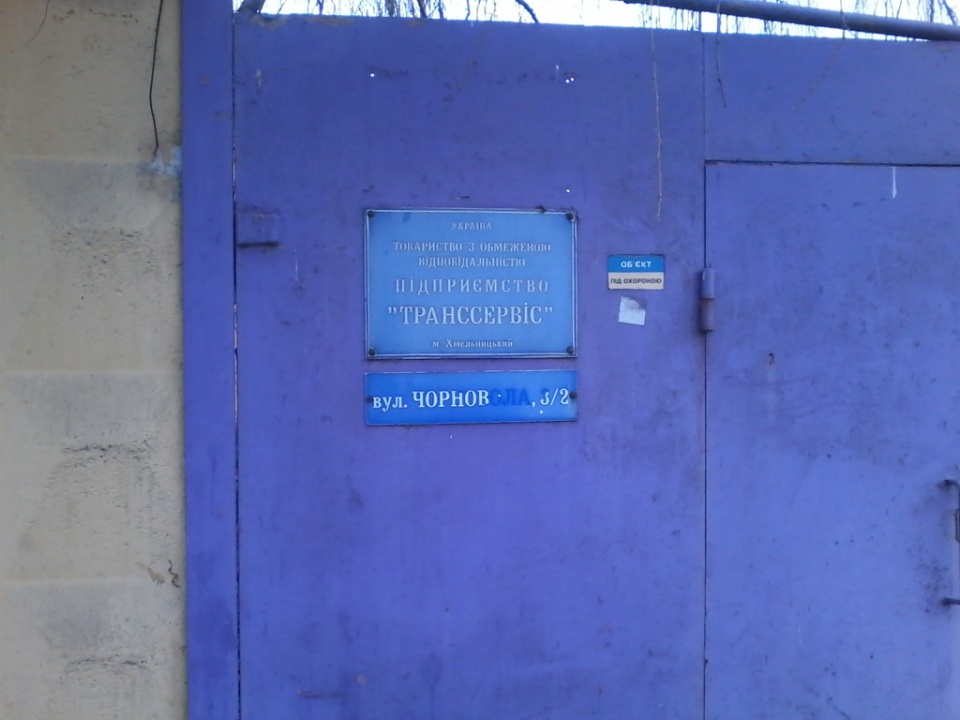 УКРАЇНА
ТОВАРИСТВО З ОБМЕЖЕНОЮ
ВІДПОВІДАЛЬНІСТЮ
ПІДПРИЄМСТВО
"ТРАНССЕРВІС"
м. Хмельницький
ОБ'ЄКТ
ПІД ОХОРОНОЮ
вул. ЧОРНОВОЛА, 3/2